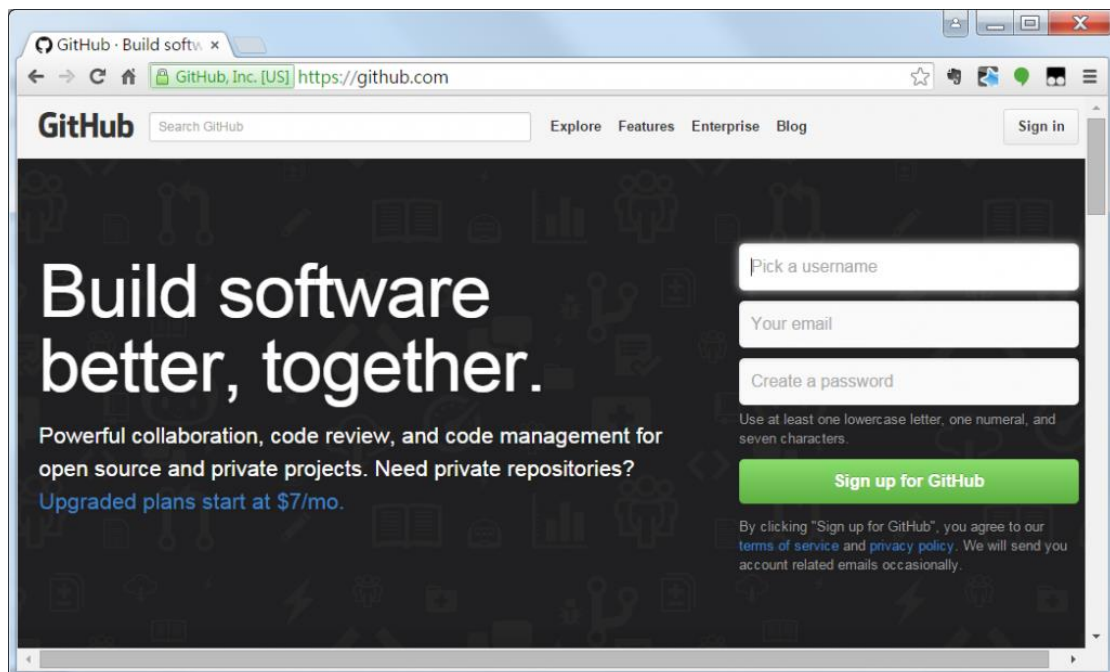 GitHub · Build softw
GitHub, Inc. [US] https://github.com
GitHub Search GitHub Explore Features Enterprise Blog Sign in
Build software
better, together.
Powerful collaboration, code review, and code management for
open source and private projects. Need private repositories?
Upgraded plans start at $7/mo.
Pick a username
Your email
Create a password
Use at least one lowercase letter, one numeral, and
seven characters.
Sign up for GitHub
By clicking "Sign up for GitHub", you agree to our
terms of service and privacy policy. We will send you
account related emails occasionally.